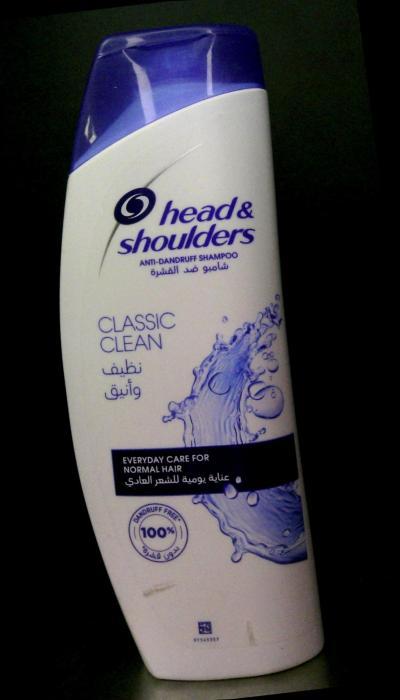 head &
shoulders
ANTI-DANDRUFF SHAMPOO
شامبو ضد القشرة
CLASSIC
CLEAN
نظيف
وأنيق
EVERYDAY CARE FOR
NORMAL HAIR
عناية يومية للشعر العادي
DANDRUFF FREE*
100%
بدون قشرة*